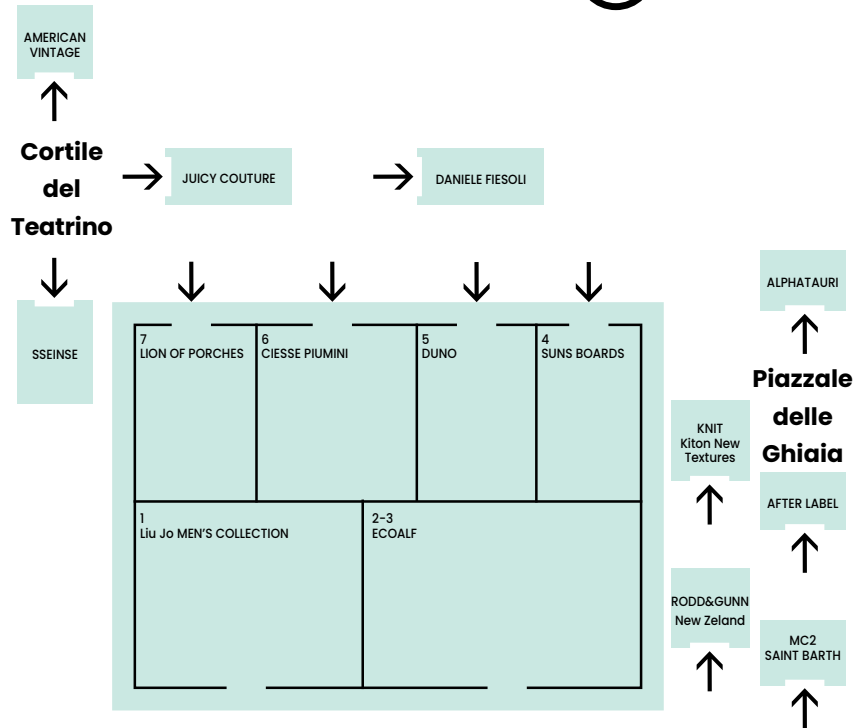 AMERICAN
VINTAGE
Cortile
del
Teatrino
JUICY COUTURE
DANIELE FIESOLI
SSEINSE
7
LION OF PORCHES
6
CIESSE PIUMINI
5
DUNO
4
SUNS BOARDS
1
Liu Jo MEN'S COLLECTION
2-3
ECOALF
ALPHATAURI
Piazzale
delle
Ghiaia
KNIT
Kiton New
Textures
AFTER LABEL
RODD&GUNN
New Zeland
MC2
SAINT BARTH